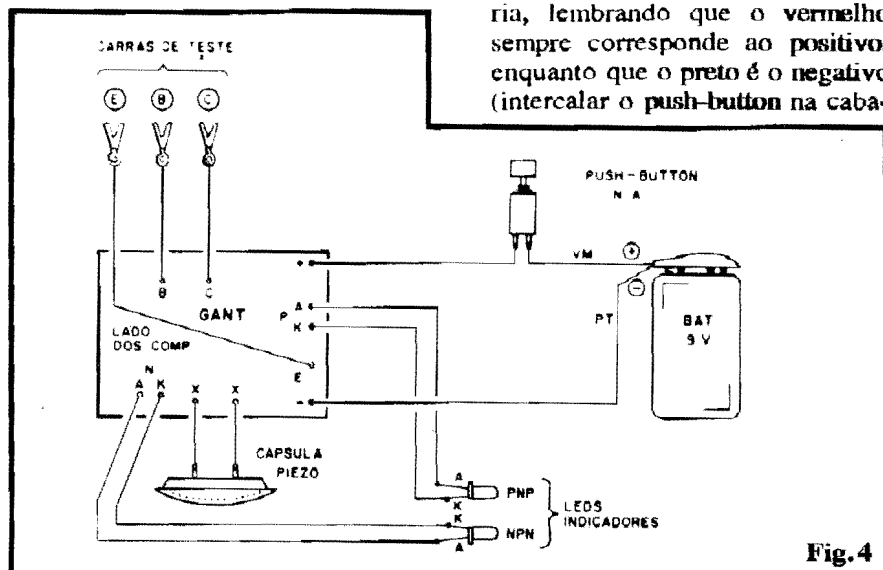 ria, lembrando que o vermelho
sempre corresponde ao positivo
enquanto que o preto é o negativo
(intercalar o push-button na caba-
GARRAS DE TESTE
E B C
PUSH-BUTTON
N A
VM +
-
PT
BAT
9 V
+
B C
GANT
P A
K
LADO
DOS COMP
N
A K X X
E
-
CAPSULA
PIEZO
A
PNP
K
K
NPN
A
LEDS
INDICADORES
Fig.4